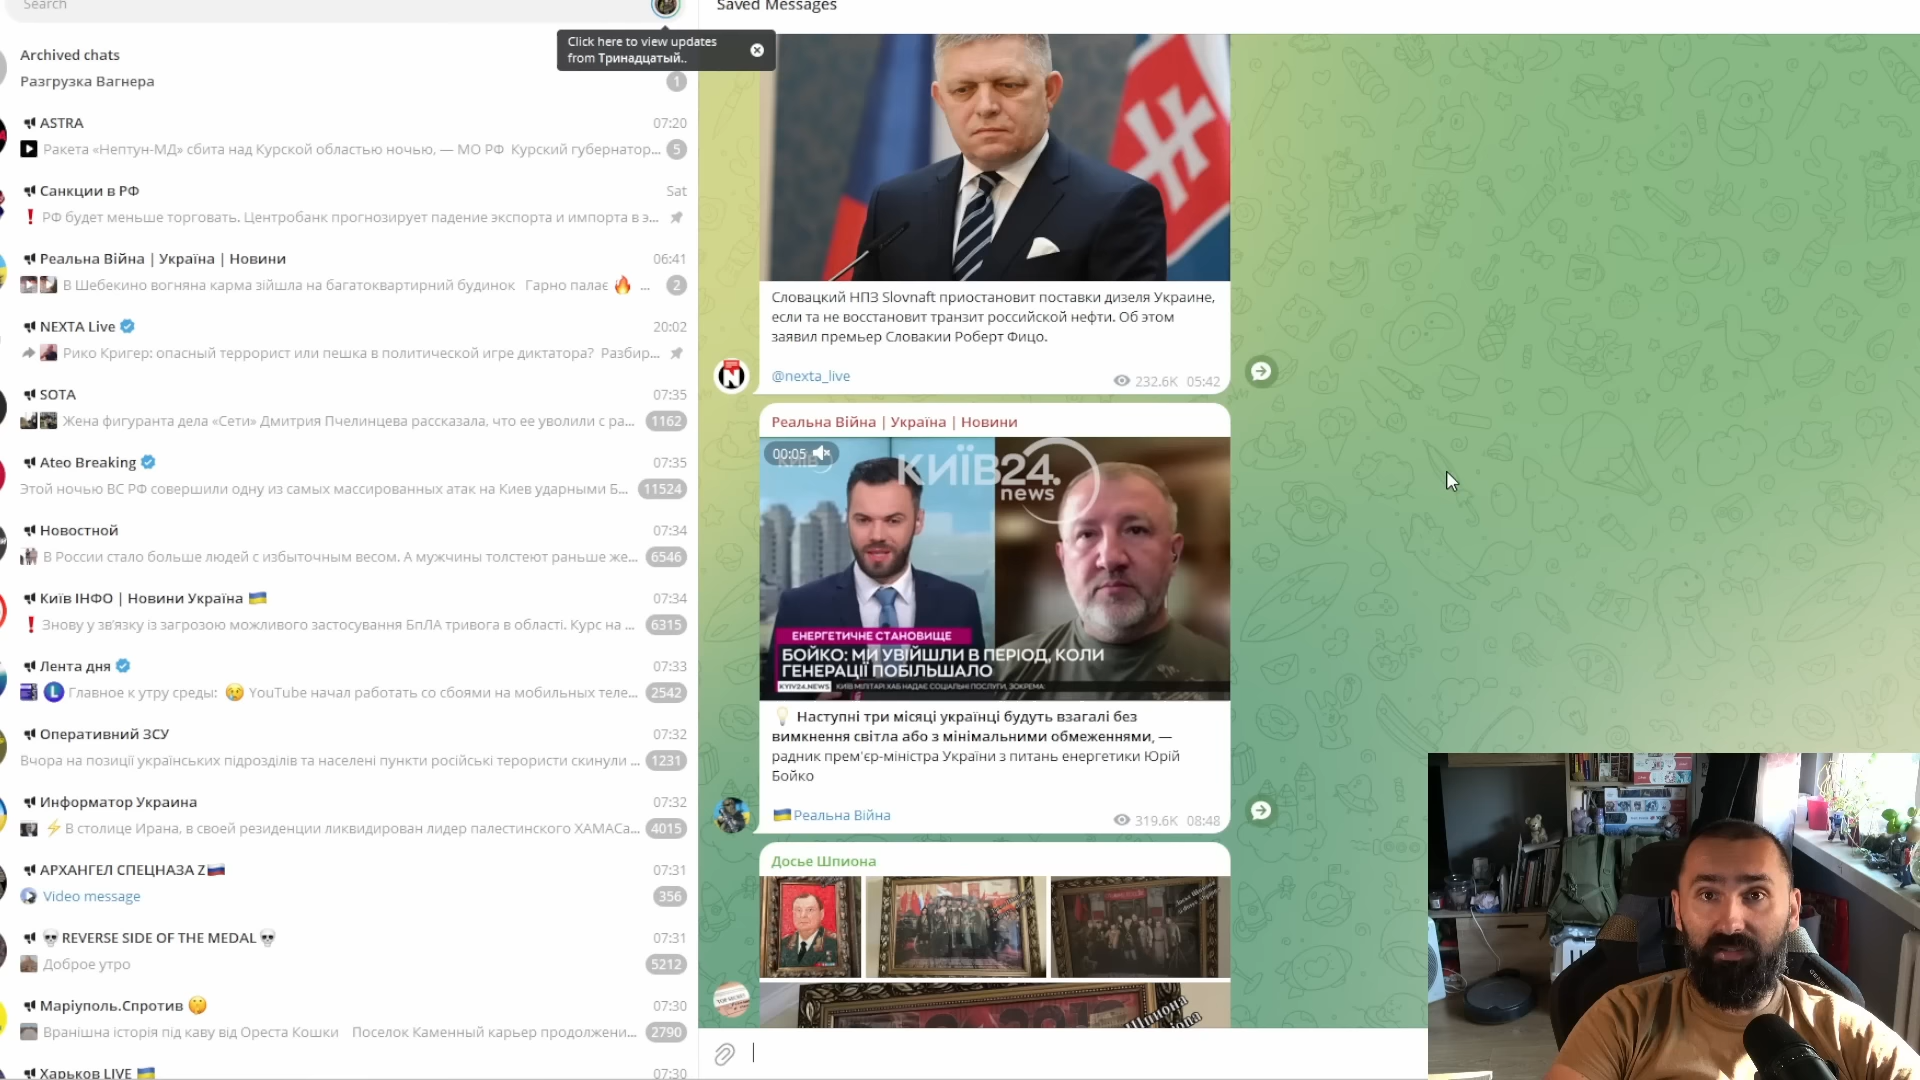 Search
Click here to view updates
from Тринадцатый..
Archived chats
Разгрузка Вагнера
1
ASTRA
07:20
Ракета «Нептун-МД» сбита над Курской областью ночью, — МО РФ Курский губернатор...
5
Санкции в РФ
Sat
❗ РФ будет меньше торговать. Центробанк прогнозирует падение экспорта и импорта в э...
Реальна Війна | Україна | Новини
06:41
В Шебекино вогняна карма зійшла на багатоквартирний будинок Гарно палає 🔥 ...
2
NEXTA Live
20:02
Рико Кригер: опасный террорист или пешка в политической игре диктатора? Разбир...
SOTA
07:35
Жена фигуранта дела «Сети» Дмитрия Пчелинцева рассказала, что ее уволили с ра...
1162
Ateo Breaking
07:35
Этой ночью ВС РФ совершили одну из самых массированных атак на Киев ударными Б...
11524
Новостной
07:34
В России стало больше людей с избыточным весом. А мужчины толстеют раньше же...
6546
Київ ІНФО | Новини Україна 🇺🇦
07:34
❗ Знову у зв'язку із загрозою можливого застосування БпЛА тривога в області. Курс на ...
6315
Лента дня
07:33
Главное к утру среды: 😢 YouTube начал работать со сбоями на мобильных теле...
2542
Оперативний ЗСУ
07:32
Вчора на позиції українських підрозділів та населені пункти російські терористи скинули ...
1231
Информатор Украина
07:32
⚡ В столице Ирана, в своей резиденции ликвидирован лидер палестинского ХАМАСа...
4015
АРХАНГЕЛ СПЕЦНАЗА Z🇷🇺
07:31
Video message
356
💀REVERSE SIDE OF THE MEDAL💀
07:31
Доброе утро
5212
Маріуполь.Спротив 🤫
07:30
Вранішна історія під каву від Ореста Кошки Поселок Каменный карьер продолжени...
2790
Харьков LIVE 🇺🇦
07:30
Saved Messages
Словацкий НПЗ Slovnaft приостановит поставки дизеля Украине,
если та не восстановит транзит российской нефти. Об этом
заявил премьер Словакии Роберт Фицо.
@nexta_live
232.6K 05:42
Реальна Війна | Україна | Новини
00:05
КИЇВ24.
news
ЕНЕРГЕТИЧНЕ СТАНОВИЩЕ
БОЙКО: МИ УВІЙШЛИ В ПЕРІОД, КОЛИ
ГЕНЕРАЦІЇ ПОБІЛЬШАЛО
KYIV24.NEWS КИЇВ МІЛІТАРІ ХАБ НАДАЄ СОЦІАЛЬНІ ПОСЛУГИ, ЗОКРЕМА:
💡 Наступні три місяці українці будуть взагалі без
вимкнення світла або з мінімальними обмеженнями, —
радник прем'єр-міністра України з питань енергетики Юрій
Бойко
🇺🇦Реальна Війна
319.6K 08:48
Досье Шпиона
TOP SECRET
Шпиона